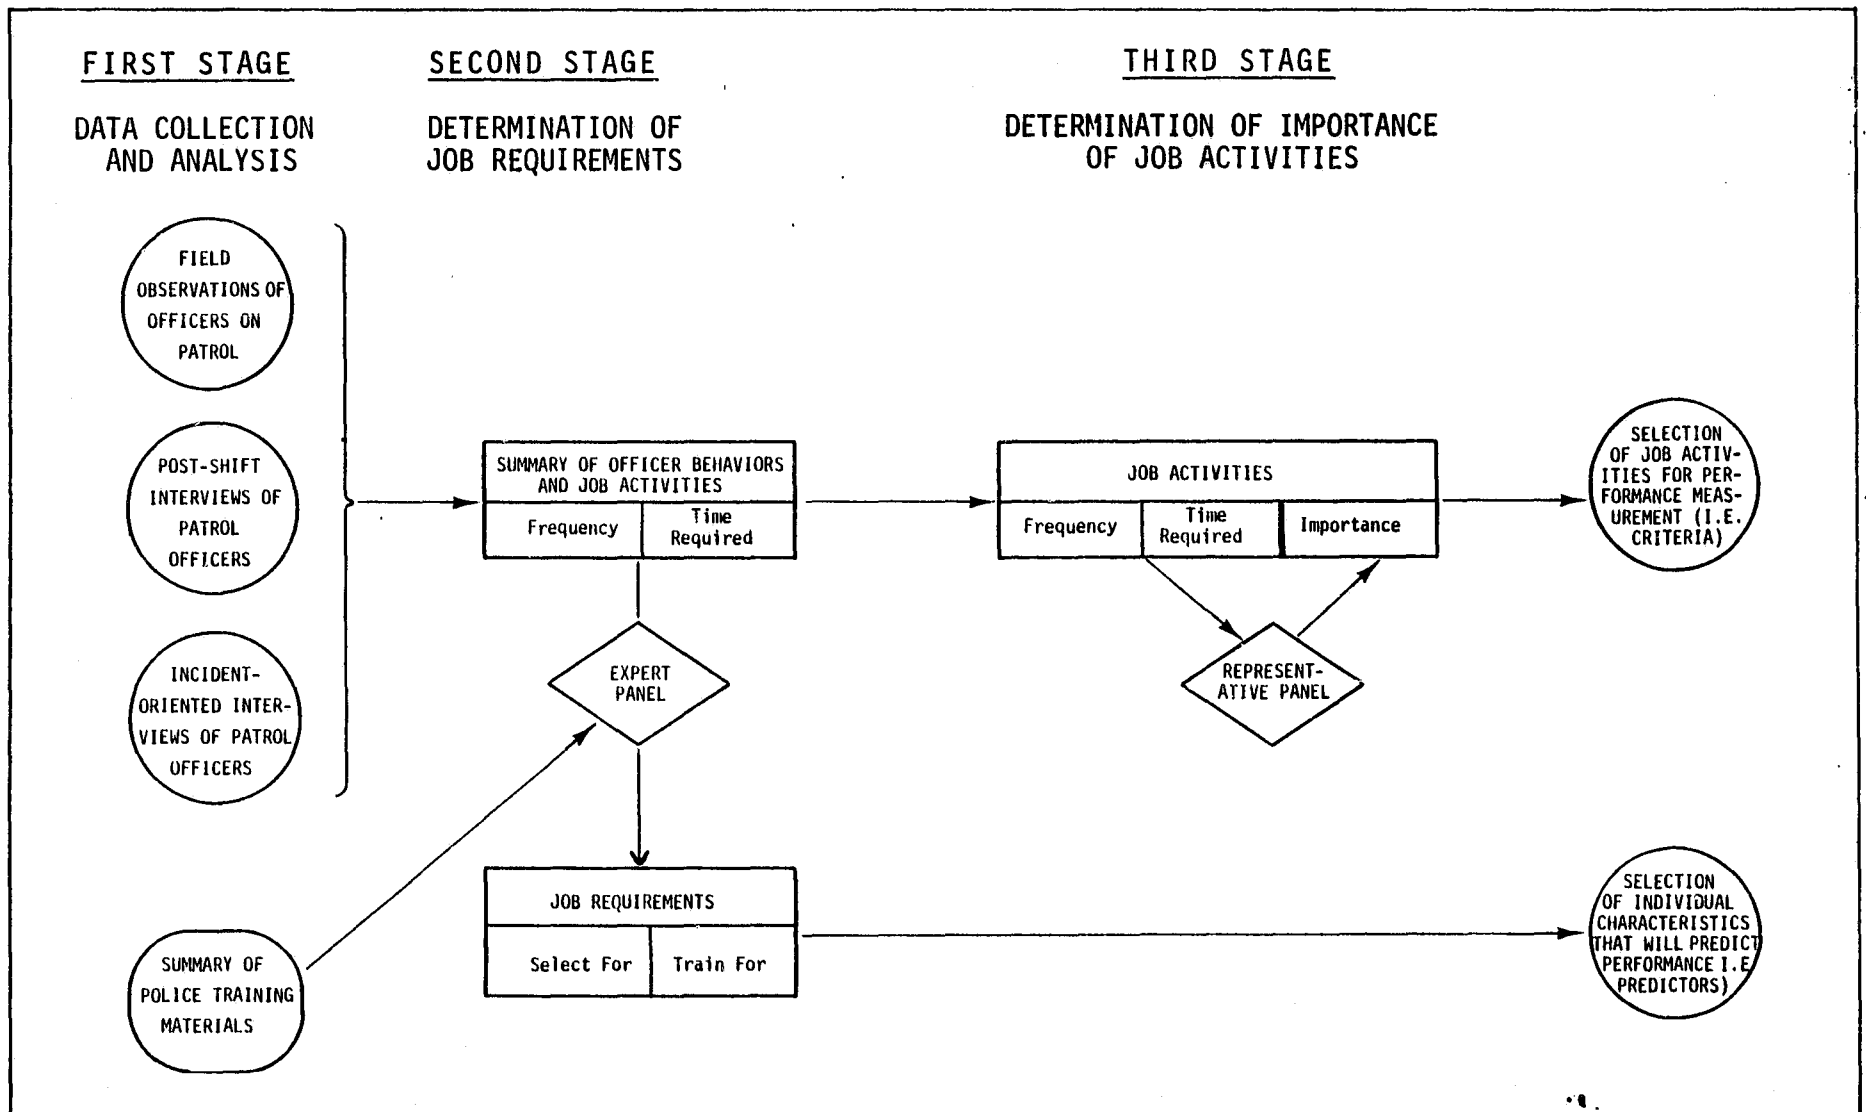 FIRST STAGE
DATA COLLECTION
AND ANALYSIS
SECOND STAGE
DETERMINATION OF
JOB REQUIREMENTS
THIRD STAGE
DETERMINATION OF IMPORTANCE
OF JOB ACTIVITIES
FIELD
OBSERVATIONS OF
OFFICERS ON
PATROL
POST-SHIFT
INTERVIEWS OF
PATROL
OFFICERS
INCIDENT-
ORIENTED INTER-
VIEWS OF PATROL
OFFICERS
SUMMARY OF
POLICE TRAINING
MATERIALS
SUMMARY OF OFFICER BEHAVIORS
AND JOB ACTIVITIES
Frequency
Time
Required
EXPERT
PANEL
JOB REQUIREMENTS
Select For
Train For
JOB ACTIVITIES
Frequency
Time
Required
Importance
REPRESENT-
ATIVE PANEL
SELECTION
OF JOB ACTIV-
ITIES FOR PER-
FORMANCE MEAS-
UREMENT (I.E.
CRITERIA)
SELECTION
OF INDIVIDUAL
CHARACTERISTICS
THAT WILL PREDICT
PERFORMANCE I.E
PREDICTORS)